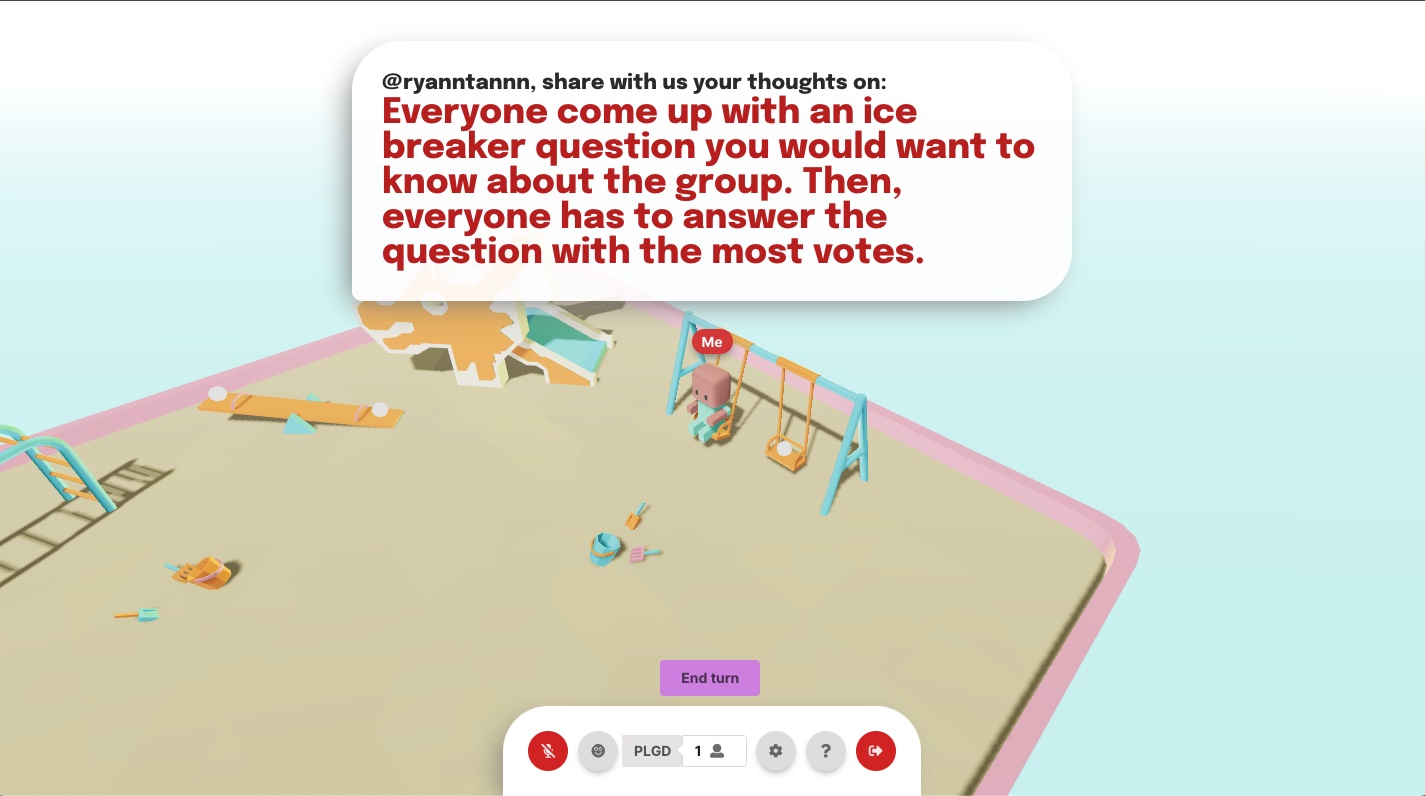 @ryanntannn, share with us your thoughts on:
Everyone come up with an ice
breaker question you would want to
know about the group. Then,
everyone has to answer the
question with the most votes.
Me
End turn
PLGD 1 ?